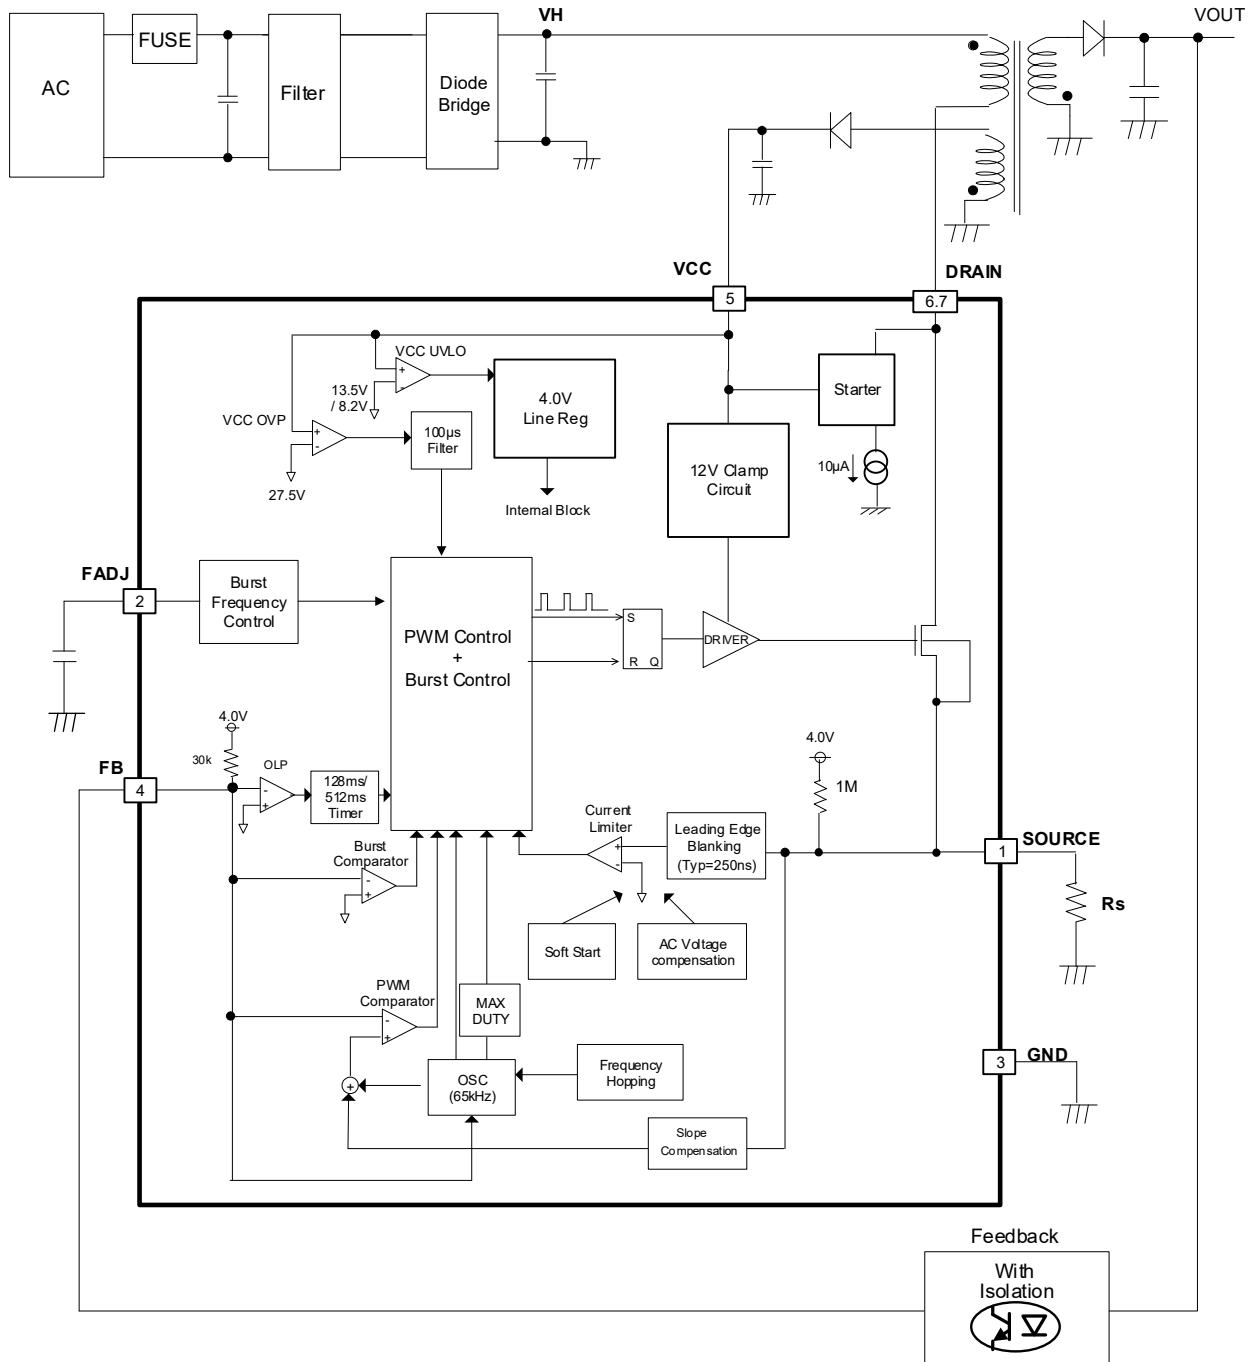 VH
VOUT
FUSE
AC
Filter
Diode
Bridge
VCC
DRAIN
5
6.7
VCC UVLO
+
-
13.5V
/ 8.2V
4.0V
Line Reg
Starter
VCC OVP
+
-
100µs
Filter
27.5V
12V Clamp
Circuit
10µA
Internal Block
FADJ
2
Burst
Frequency
Control
PWM Control
+
Burst Control
S
R Q
DRIVER
4.0V
30k
FB
4
OLP
-
+
128ms/
512ms
Timer
4.0V
1M
Current
Limiter
+
-
Leading Edge
Blanking
(Typ=250ns)
SOURCE
1
Rs
Burst
Comparator
-
+
Soft Start
AC Voltage
compensation
PWM
Comparator
-
+
MAX
DUTY
+
OSC
(65kHz)
Frequency
Hopping
GND
3
Slope
Compensation
Feedback
With
Isolation